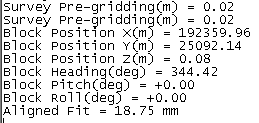 Survey Pre-gridding(m) = 0.02
Survey Pre-gridding(m) = 0.02
Block Position X(m) = 192359.96
Block Position Y(m) = 25092.14
Block Position Z(m) = 0.08
Block Heading(deg) = 344.42
Block Pitch(deg) = +0.00
Block Roll(deg) = +0.00
Aligned Fit = 18.75 mm